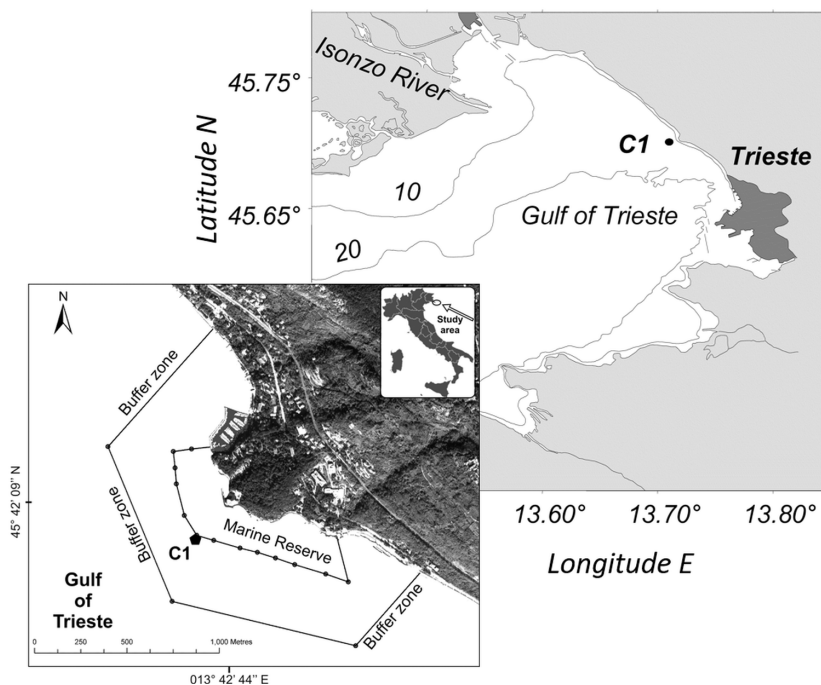 Isonzo River
45.75°
45.65°
Latitude N
10
20
C1
Trieste
Gulf of Trieste
13.60°
13.70°
13.80°
Longitude E
N
Study
area
Buffer zone
Buffer zone
Marine Reserve
C1
Buffer zone
Gulf
of
Trieste
0 250 500 1,000 Metres
45° 42' 09'' N
013° 42' 44'' E